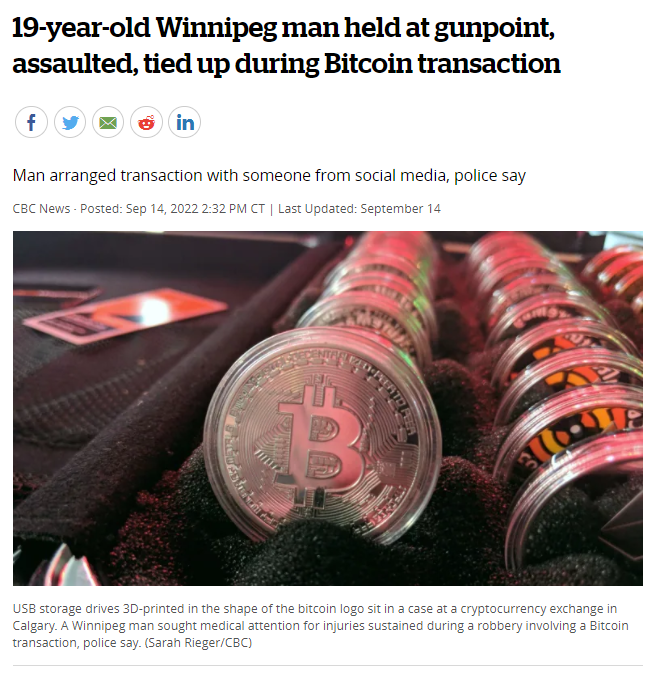 19-year-old Winnipeg man held at gunpoint,
assaulted, tied up during Bitcoin transaction
f
in
Man arranged transaction with someone from social media, police say
CBC News · Posted: Sep 14, 2022 2:32 PM CT | Last Updated: September 14
USB storage drives 3D-printed in the shape of the bitcoin logo sit in a case at a cryptocurrency exchange in
Calgary. A Winnipeg man sought medical attention for injuries sustained during a robbery involving a Bitcoin
transaction, police say. (Sarah Rieger/CBC)